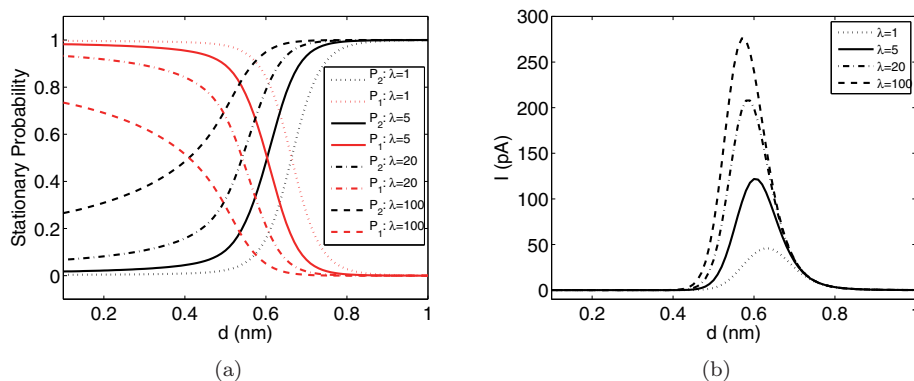 1
0.8
0.6
0.4
0.2
0
Stationary Probability
0.2 0.4 0.6 0.8 1
d (nm)
P2: λ=1
P1: λ=1
P2: λ=5
P1: λ=5
P2: λ=20
P1: λ=20
P2: λ=100
P1: λ=100
(a)
300
250
200
150
100
50
0
I (pA)
0.2 0.4 0.6 0.8 1
d (nm)
λ=1
λ=5
λ=20
λ=100
(b)